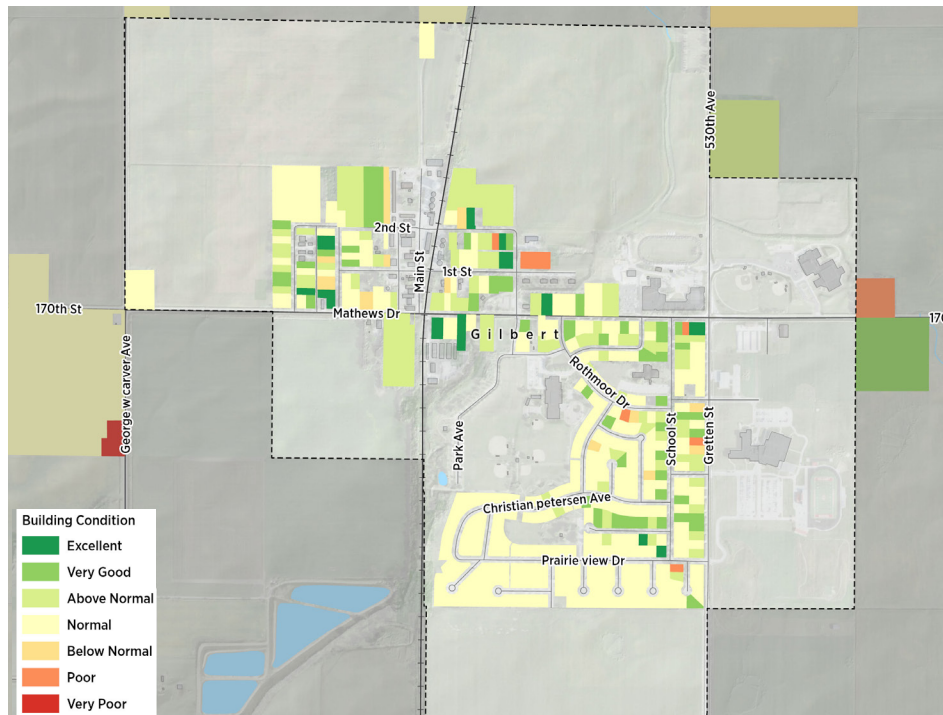 530th Ave
2nd St
Main St
1st St
170th St
Mathews Dr
170
Gilbert
George w carver Ave
Rothmoor Dr
Park Ave
School St
Gretten St
Christian petersen Ave
Prairie view Dr
Building Condition
Excellent
Very Good
Above Normal
Normal
Below Normal
Poor
Very Poor